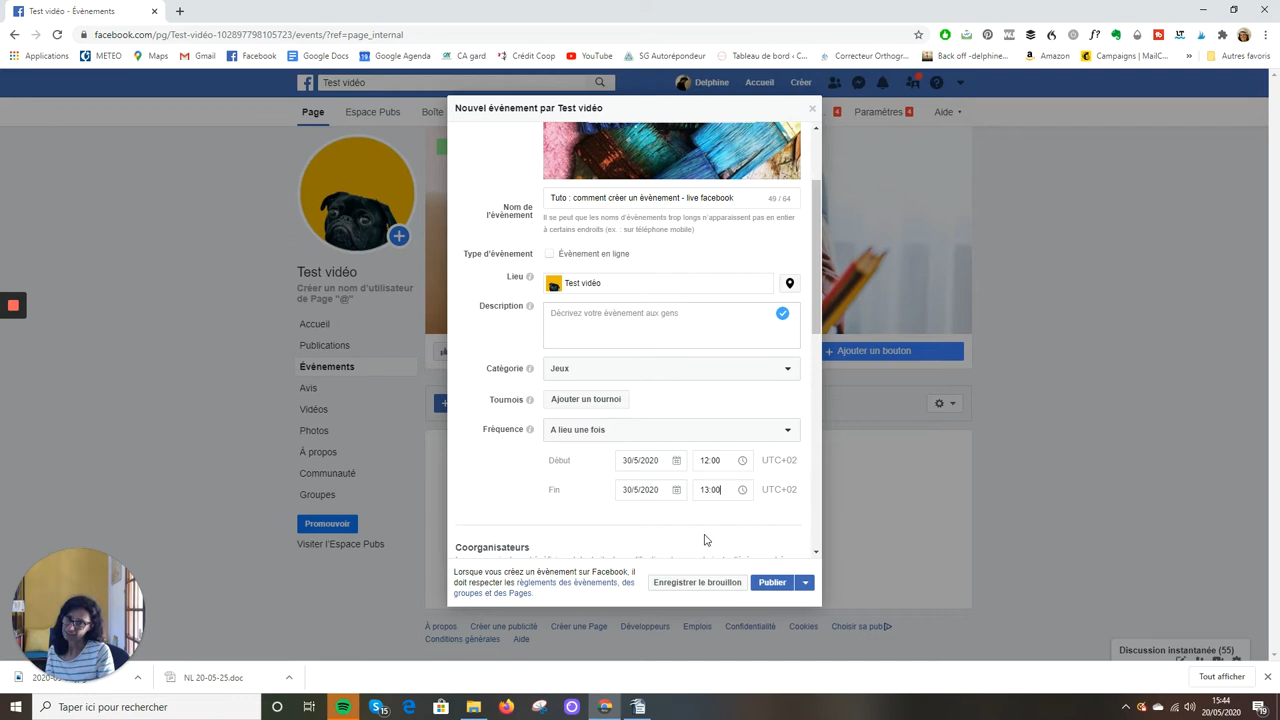 Test vidéo - Évènements
facebook.com/pg/Test-vidéo-102897798105723/events/?ref=page_internal
Applications METEO Maps Gmail Facebook Google Docs Google Agenda CA gard Crédit Coop YouTube SG Autorépondeur Tableau de bord ‹ C... Correcteur Orthogr... Back off -delphine... Amazon Campaigns | MailC... » Autres favoris
Test vidéo Delphine Accueil Créer
Page Espace Pubs Boîte 4 Paramètres 4 Aide
Nouvel évènement par Test vidéo
Nom de l'évènement
Tuto : comment créer un évènement - live facebook 49 / 64
Il se peut que les noms d'évènements trop longs n'apparaissent pas en entier
à certains endroits (ex. : sur téléphone mobile)
Type d'évènement Évènement en ligne
Lieu Test vidéo
Description Décrivez votre évènement aux gens
Catégorie Jeux
Tournois Ajouter un tournoi
Fréquence A lieu une fois
Début 30/5/2020 12:00 UTC+02
Fin 30/5/2020 13:00 UTC+02
Coorganisateurs
Lorsque vous créez un évènement sur Facebook, il
doit respecter les règlements des évènements, des
groupes et des Pages.
Enregistrer le brouillon Publier
Test vidéo
Créer un nom d'utilisateur
de Page "@"
Accueil
Publications
Évènements
Avis
Vidéos
Photos
À propos
Communauté
Groupes
Promouvoir
Visiter l'Espace Pubs
+ Ajouter un bouton
À propos Créer une publicité Créer une Page Développeurs Emplois Confidentialité Cookies Choisir sa pub
Conditions générales Aide
Discussion instantanée (55)
NL 20-05-25.doc
Tout afficher
Taper ici pour rechercher
15
15:44
20/05/2020